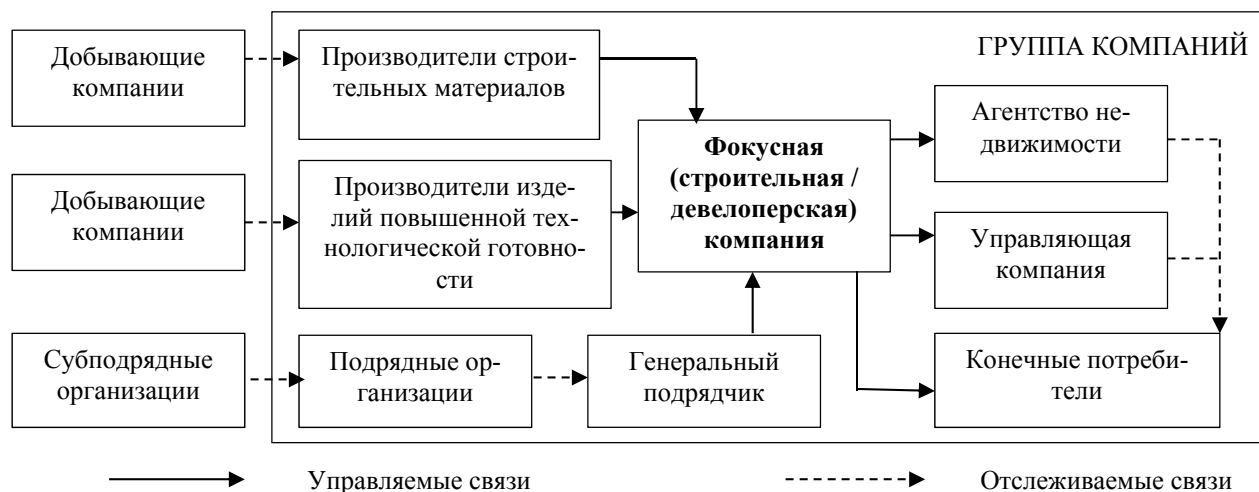 ГРУППА КОМПАНИЙ
Добывающие
компании
Производители строи-
тельных материалов
Агентство не-
движимости
Фокусная
(строительная /
девелоперская)
компания
Добывающие
компании
Производители изде-
лий повышенной тех-
нологической готовно-
сти
Управляющая
компания
Субподрядные
организации
Подрядные ор-
ганизации
Генеральный
подрядчик
Конечные потреби-
тели
Управляемые связи
Отслеживаемые связи